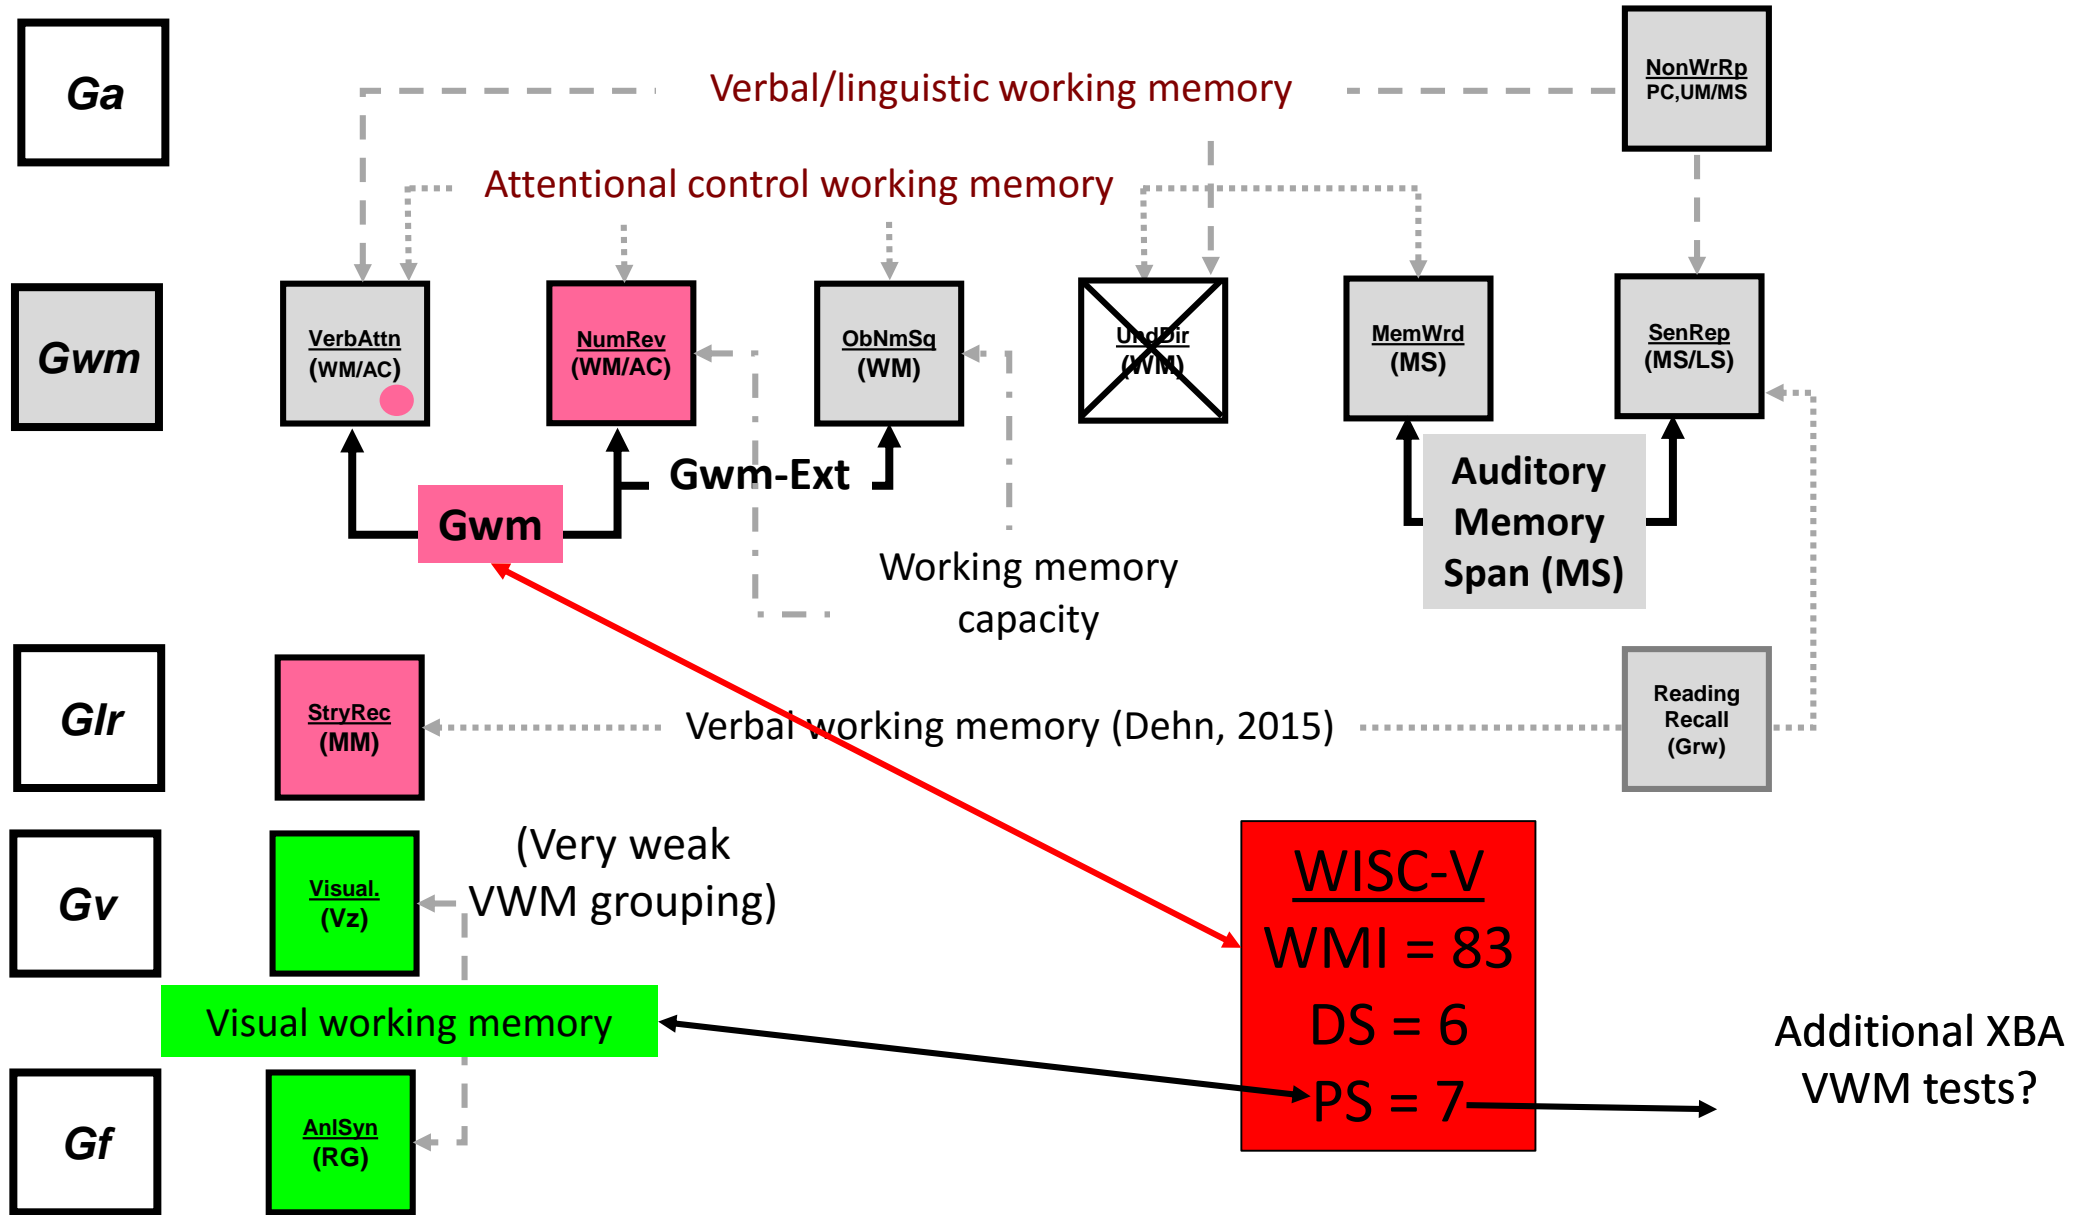 Ga
Verbal/linguistic working memory
NonWrRp
PC,UM/MS
Attentional control working memory
Gwm
VerbAttn
(WM/AC)
NumRev
(WM/AC)
ObNmSq
(WM)
UndDir
(WM)
MemWrd
(MS)
SenRep
(MS/LS)
Gwm-Ext
Gwm
Auditory
Memory
Span (MS)
Working memory
capacity
Glr
StryRec
(MM)
Verbal working memory (Dehn, 2015)
Reading
Recall
(Grw)
Gv
Visual.
(Vz)
(Very weak
VWM grouping)
WISC-V
WMI = 83
DS = 6
PS = 7
Visual working memory
Additional XBA
VWM tests?
Gf
AnlSyn
(RG)